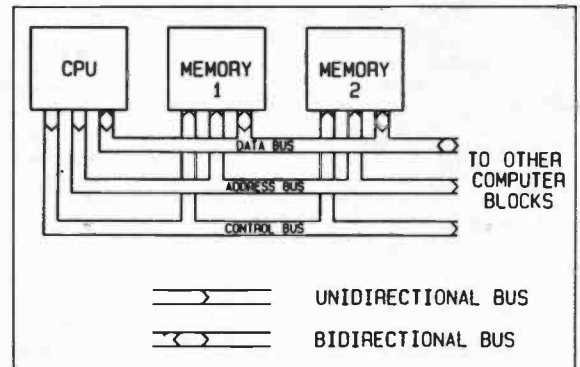 CPU
MEMORY
1
MEMORY
2
DATA BUS
ADDRESS BUS
CONTROL BUS
TO OTHER
COMPUTER
BLOCKS
UNIDIRECTIONAL BUS
BIDIRECTIONAL BUS